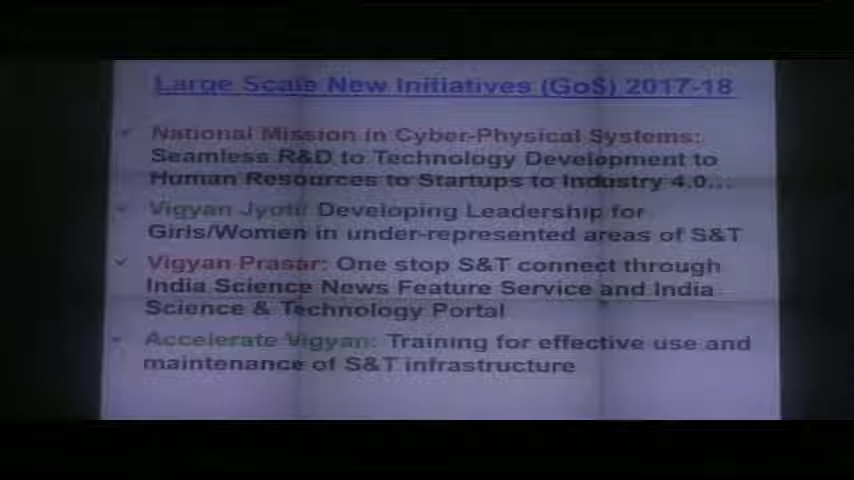 Large Scale New Initiatives (GoS) 2017-18
✓ National Mission in Cyber-Physical Systems:
Seamless R&D to Technology Development to
Human Resources to Startups to Industry 4.0...
✓ Vigyan Jyoti: Developing Leadership for
Girls/Women in under-represented areas of S&T
✓ Vigyan Prasar: One stop S&T connect through
India Science News Feature Service and India
Science & Technology Portal
✓ Accelerate Vigyan: Training for effective use and
maintenance of S&T infrastructure